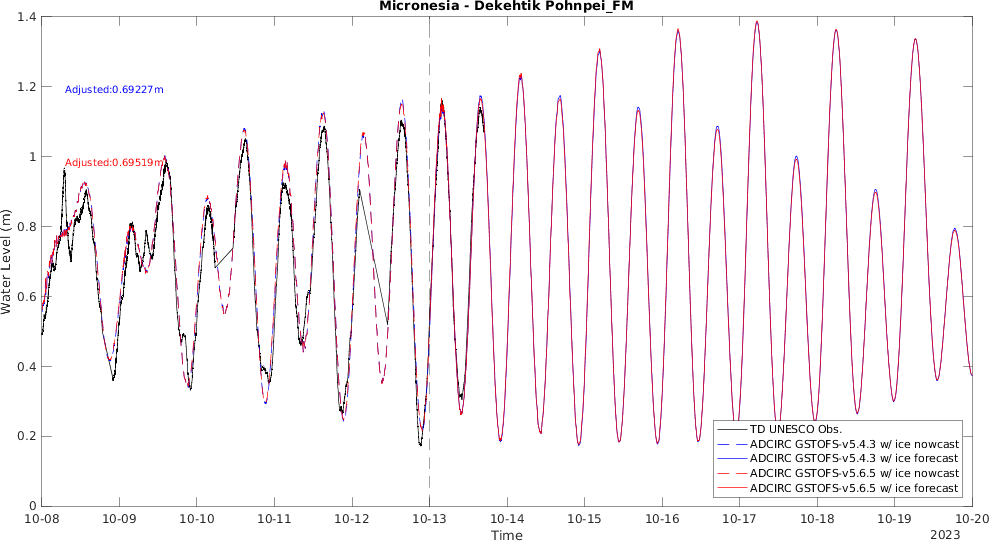 Micronesia - Dekehtik Pohnpei_FM
1.4
1.2
1
0.8
0.6
0.4
0.2
0
Water Level (m)
Adjusted:0.69227m
Adjusted:0.69519m
TD UNESCO Obs.
ADCIRC GSTOFS-v5.4.3 w/ ice nowcast
ADCIRC GSTOFS-v5.4.3 w/ ice forecast
ADCIRC GSTOFS-v5.6.5 w/ ice nowcast
ADCIRC GSTOFS-v5.6.5 w/ ice forecast
10-08 10-09 10-10 10-11 10-12 10-13 10-14 10-15 10-16 10-17 10-18 10-19 10-20
Time
2023